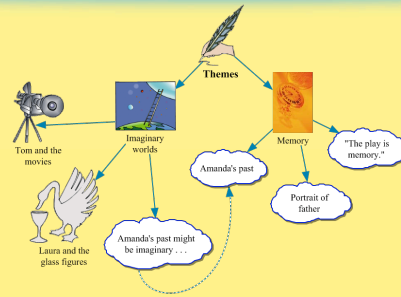 Themes
Imaginary
worlds
Memory
Tom and the
movies
"The play is
memory."
Amanda's past
Portrait of
father
Laura and the
glass figures
Amanda's past might
be imaginary . . .